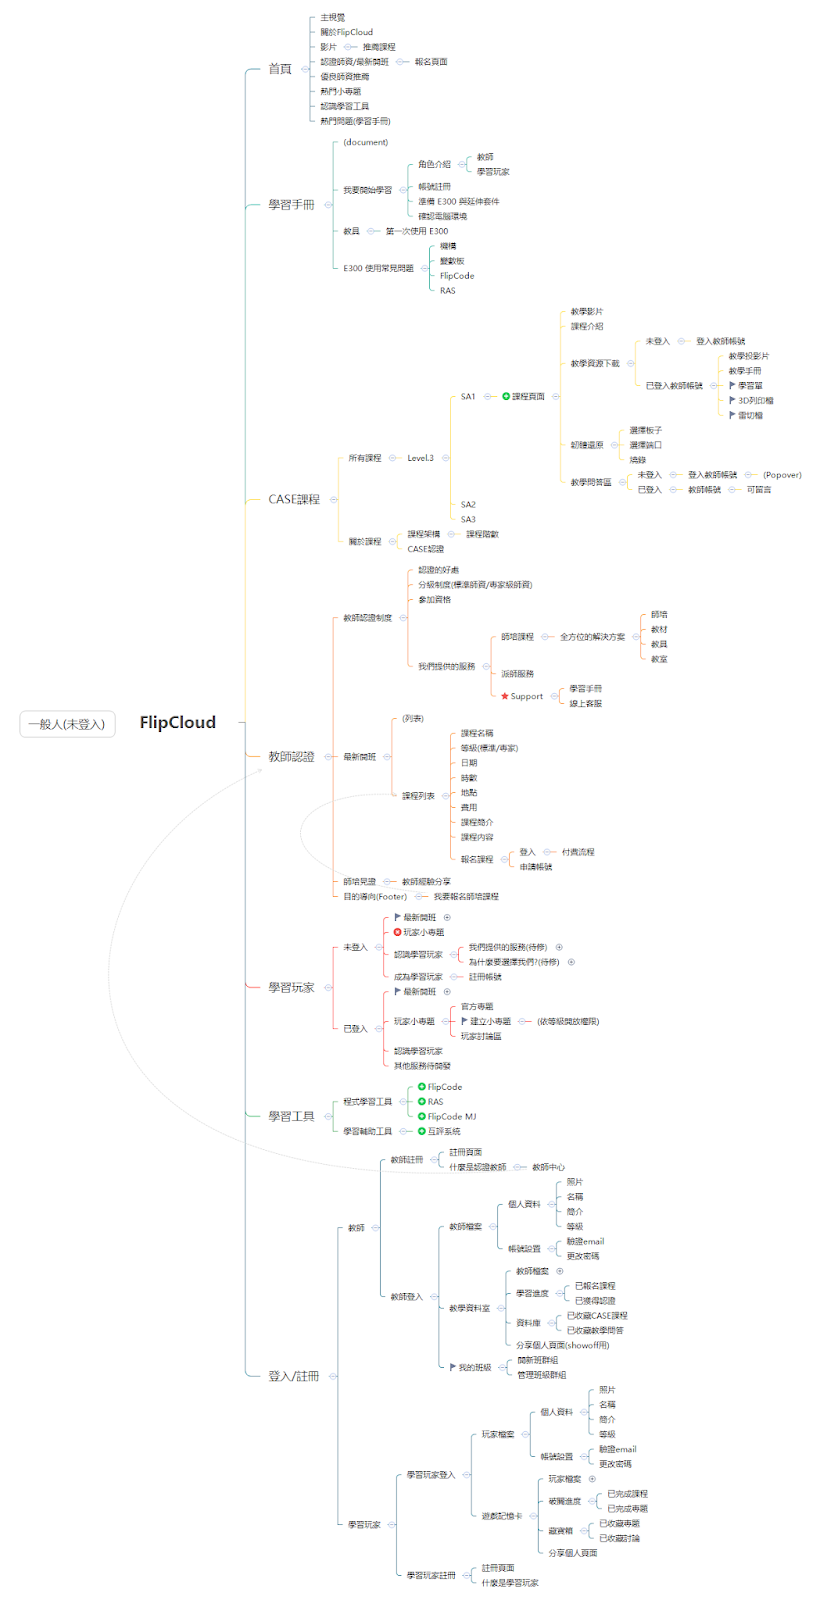 一般人(未登入)
FlipCloud
首頁
主視覺
關於FlipCloud
影片
推薦課程
認證師資/最新開班
報名頁面
優良師資推薦
熱門小專題
認識學習工具
熱門問題(學習手冊)
學習手冊
(document)
我要開始學習
角色介紹
教師
學習玩家
帳號註冊
準備 E300 與延伸套件
確認電腦環境
教具
第一次使用 E300
E300 使用常見問題
機構
變數板
FlipCode
RAS
CASE課程
所有課程
Level.3
SA1
課程頁面
教學影片
課程介紹
教學資源下載
未登入
登入教師帳號
已登入教師帳號
教學投影片
教學手冊
學習單
3D列印檔
雷切檔
韌體還原
選擇板子
選擇端口
燒錄
教學問答區
未登入
登入教師帳號
(Popover)
已登入
教師帳號
可留言
SA2
SA3
關於課程
課程架構
課程階數
CASE認證
教師認證
教師認證制度
認證的好處
分級制度(標準師資/專家級師資)
參加資格
我們提供的服務
師培課程
全方位的解決方案
師培
教材
教具
教室
派師服務
Support
學習手冊
線上客服
最新開班
(列表)
課程列表
課程名稱
等級(標準/專家)
日期
時數
地點
費用
課程簡介
課程內容
報名課程
登入
付費流程
申請帳號
師培見證
教師經驗分享
目的導向(Footer)
我要報名師培課程
學習玩家
未登入
最新開班
玩家小專題
認識學習玩家
我們提供的服務(待修)
為什麼要選擇我們?(待修)
成為學習玩家
註冊帳號
已登入
最新開班
玩家小專題
官方專題
建立小專題
(依等級開放權限)
玩家討論區
認識學習玩家
其他服務待開發
學習工具
程式學習工具
FlipCode
RAS
FlipCode MJ
學習輔助工具
互評系統
登入/註冊
教師
教師註冊
註冊頁面
什麼是認證教師
教師中心
教師登入
教師檔案
個人資料
照片
名稱
簡介
等級
帳號設置
驗證email
更改密碼
教學資料室
教師檔案
學習進度
已報名課程
已獲得認證
資料庫
已收藏CASE課程
已收藏教學問答
分享個人頁面(showoff用)
我的班級
開新班群組
管理班級群組
學習玩家
學習玩家登入
玩家檔案
個人資料
照片
名稱
簡介
等級
帳號設置
驗證email
更改密碼
遊戲記憶卡
玩家檔案
破關進度
已完成課程
已完成專題
藏寶箱
已收藏專題
已收藏討論
分享個人頁面
學習玩家註冊
註冊頁面
什麼是學習玩家